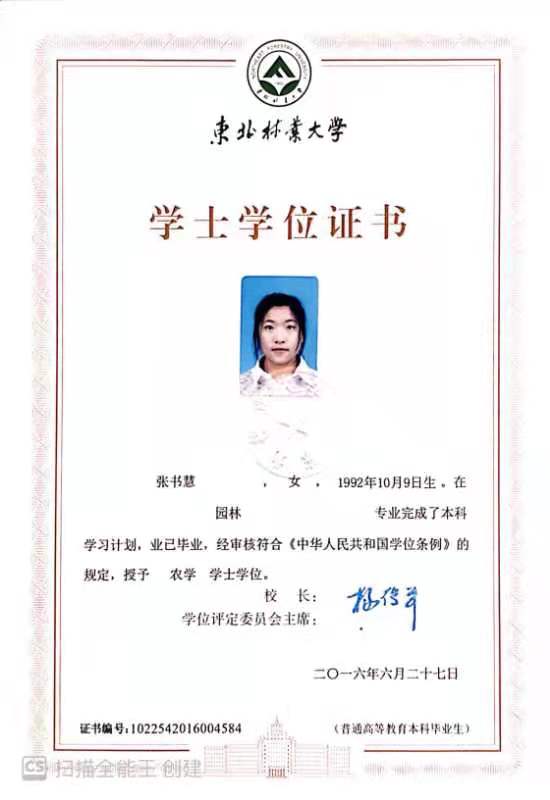 NORTHEAST FORESTRY UNIVERSITY
东北林业大学
东北林业大学
学士学位证书
张书慧 ,女,1992年10月9日生。在
园林 专业完成了本科
学习计划,业已毕业,经审核符合《中华人民共和国学位条例》的
规定,授予 农学 学士学位。
校 长:
学位评定委员会主席:
二〇一六年六月二十七日
证书编号:1022542016004584
(普通高等教育本科毕业生)
CS 扫描全能王 创建